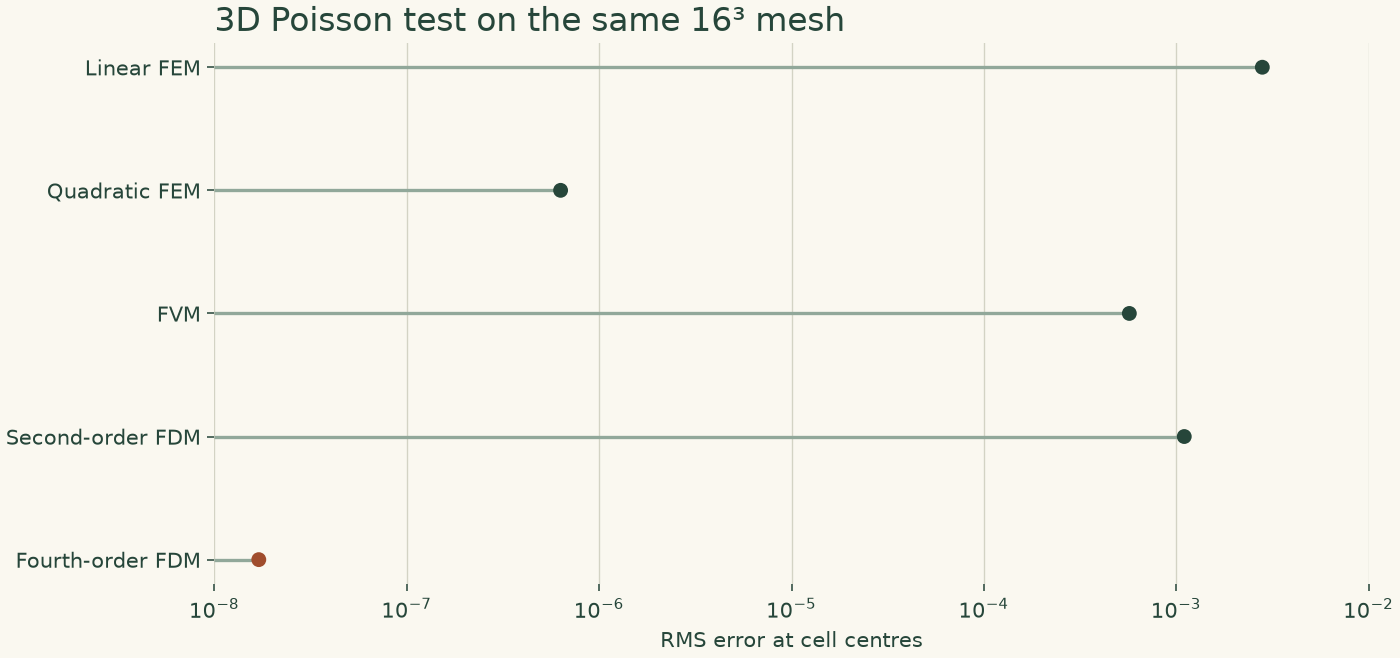 3D Poisson test on the same 16³ mesh
Linear FEM
Quadratic FEM
FVM
Second-order FDM
Fourth-order FDM
10⁻⁸ 10⁻⁷ 10⁻⁶ 10⁻⁵ 10⁻⁴ 10⁻³ 10⁻²
RMS error at cell centres